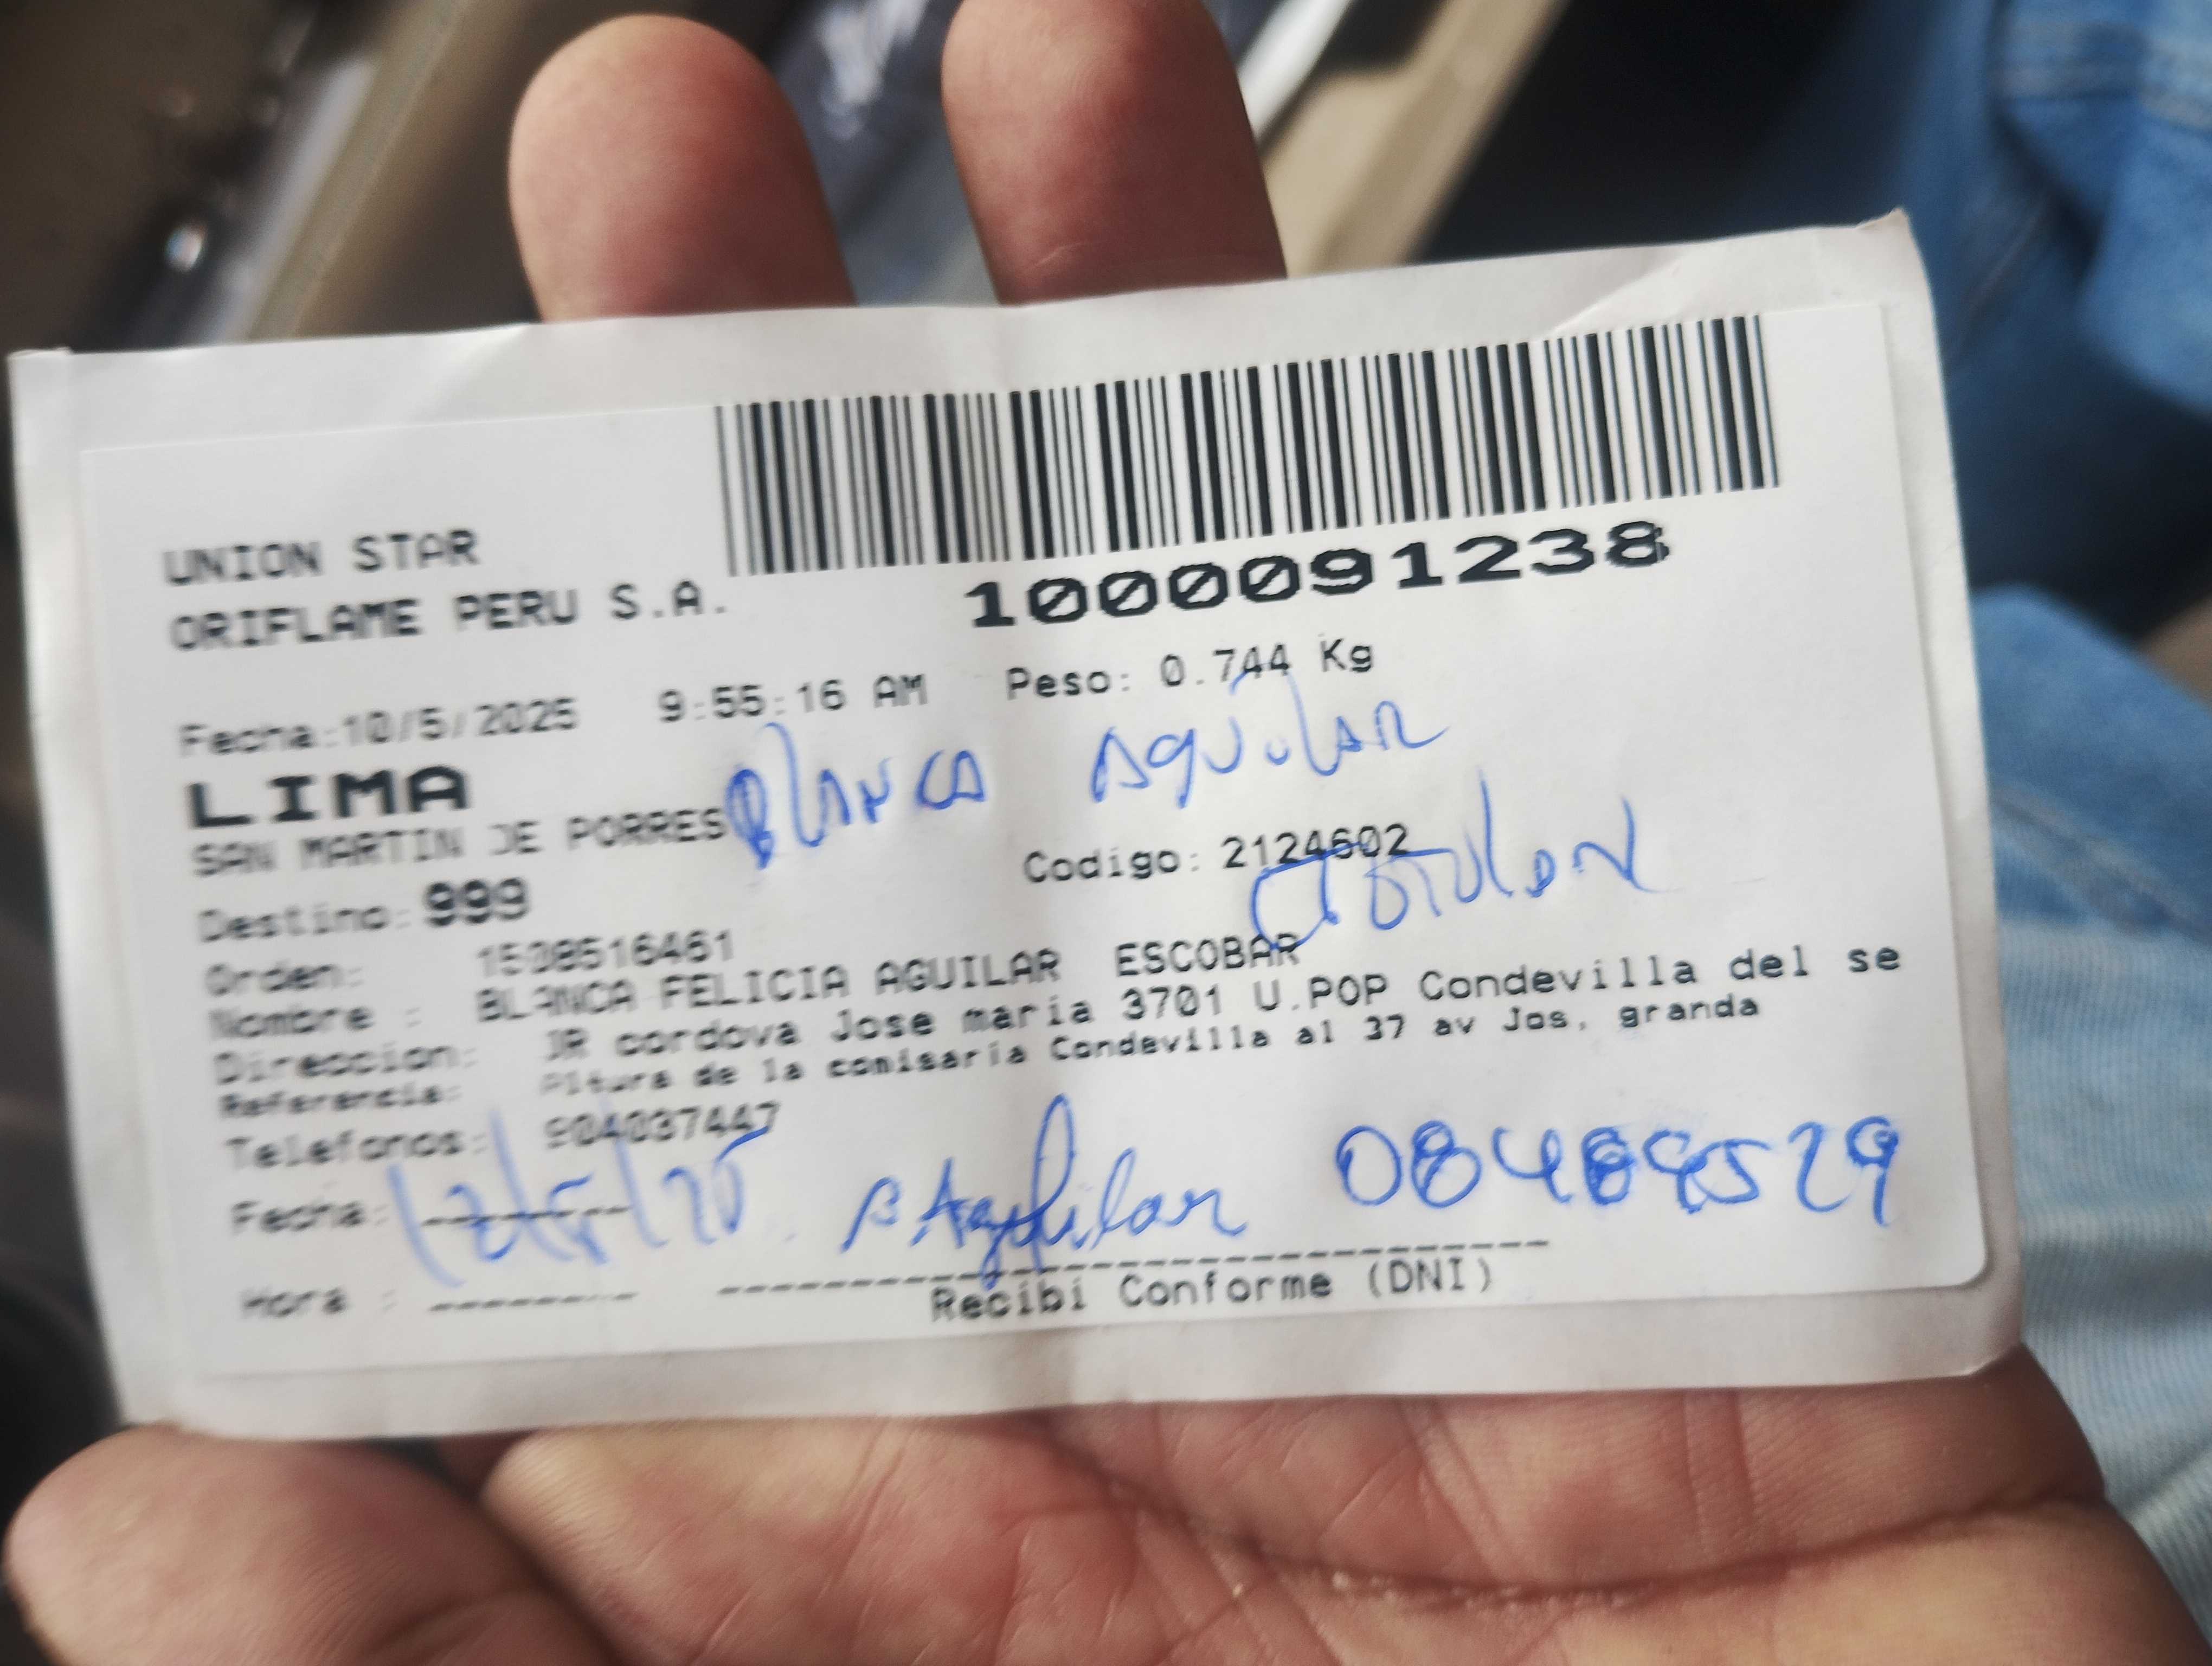 UNION STAR
ORIFLAME PERU S.A.
1000091238
Fecha:10/5/2025 9:55:16 AM Peso: 0.744 Kg
LIMA
BLANCA AGUILAR
SAN MARTIN DE PORRES
Codigo: 2124602
Destino: 999
Orden: 1508516461
Nombre : BLANCA FELICIA AGUILAR ESCOBAR
Direccion: JR cordova Jose maria 3701 U.POP Condevilla del se
Referencia: altura de la comisaria Condevilla al 37 av Jos, granda
Telefonos: 904037447
Fecha: 12/5/25 B Aguilar
Hora :
Recibi Conforme (DNI)